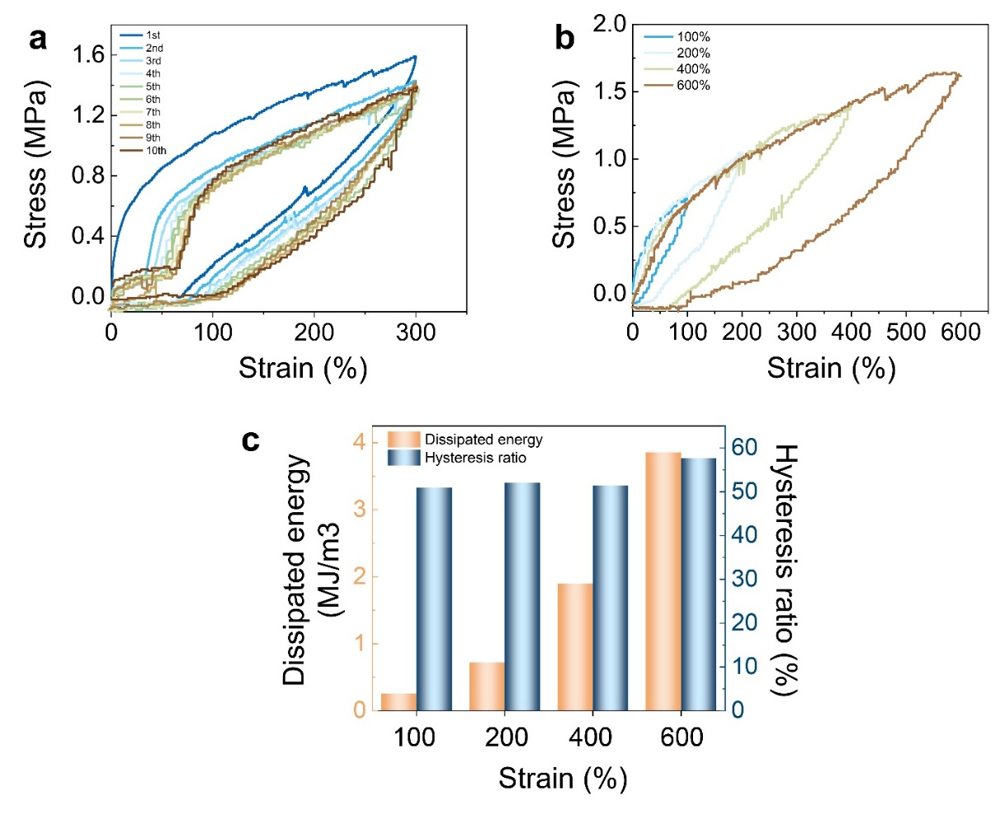 a
1st
2nd
3rd
4th
5th
6th
7th
8th
9th
10th
1.6
1.2
0.8
0.4
0.0
0
100
200
300
Stress (MPa)
Strain (%)
b
100%
200%
400%
600%
2.0
1.5
1.0
0.5
0.0
0
100
200
300
400
500
600
Stress (MPa)
Strain (%)
c
Dissipated energy
Hysteresis ratio
4
3
2
1
0
60
50
40
30
20
10
0
100
200
400
600
Dissipated energy
(MJ/m3
Hysteresis ratio (%)
Strain (%)